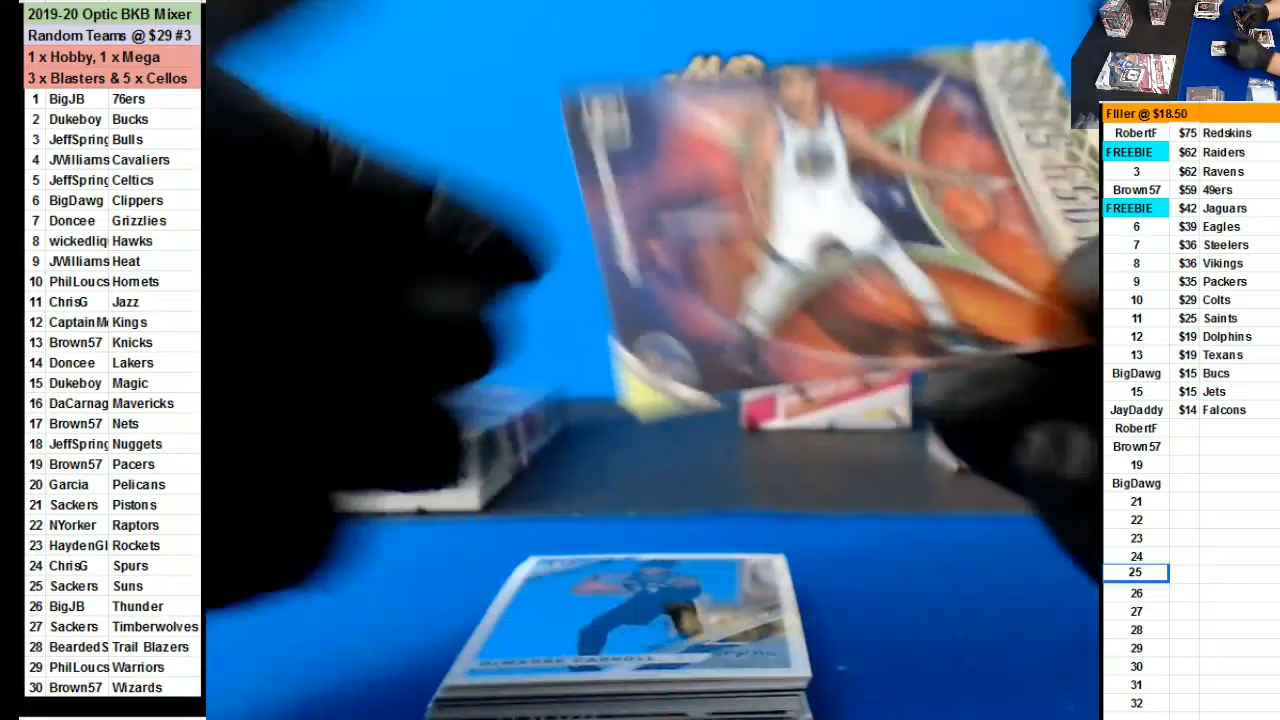 2019-20 Optic BKB Mixer
Random Teams @ $29 #3
1 x Hobby, 1 x Mega
3 x Blasters & 5 x Cellos
1 BigJB 76ers
2 Dukeboy Bucks
3 JeffSpring Bulls
4 JWilliams Cavaliers
5 JeffSpring Celtics
6 BigDawg Clippers
7 Doncee Grizzlies
8 wickedliq Hawks
9 JWilliams Heat
10 PhilLoucs Hornets
11 ChrisG Jazz
12 CaptainMc Kings
13 Brown57 Knicks
14 Doncee Lakers
15 Dukeboy Magic
16 DaCarnag Mavericks
17 Brown57 Nets
18 JeffSpring Nuggets
19 Brown57 Pacers
20 Garcia Pelicans
21 Sackers Pistons
22 NYorker Raptors
23 HaydenGl Rockets
24 ChrisG Spurs
25 Sackers Suns
26 BigJB Thunder
27 Sackers Timberwolves
28 BeardedS Trail Blazers
29 PhilLoucs Warriors
30 Brown57 Wizards
Filler @ $18.50
RobertF $75 Redskins
FREEBIE $62 Raiders
3 $62 Ravens
Brown57 $59 49ers
FREEBIE $42 Jaguars
6 $39 Eagles
7 $36 Steelers
8 $36 Vikings
9 $35 Packers
10 $29 Colts
11 $25 Saints
12 $19 Dolphins
13 $19 Texans
BigDawg $15 Bucs
15 $15 Jets
JayDaddy $14 Falcons
RobertF
Brown57
19
BigDawg
21
22
23
24
25
26
27
28
29
30
31
32